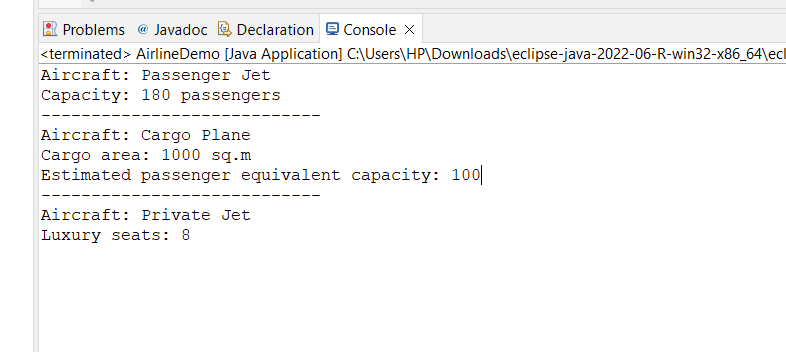 Problems @ Javadoc Declaration Console
<terminated> AirlineDemo [Java Application] C:\Users\HP\Downloads\eclipse-java-2022-06-R-win32-x86_64\ecl
Aircraft: Passenger Jet
Capacity: 180 passengers
----------------------------
Aircraft: Cargo Plane
Cargo area: 1000 sq.m
Estimated passenger equivalent capacity: 100
----------------------------
Aircraft: Private Jet
Luxury seats: 8